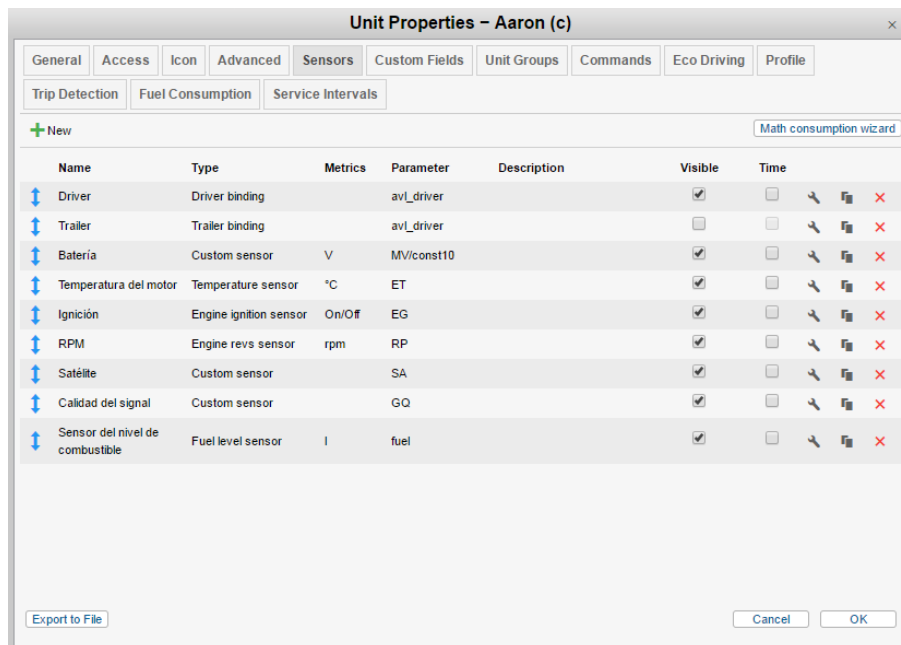 Unit Properties – Aaron (c)
×
General Access Icon Advanced Sensors Custom Fields Unit Groups Commands Eco Driving Profile
Trip Detection Fuel Consumption Service Intervals
New Math consumption wizard
Name Type Metrics Parameter Description Visible Time
Driver Driver binding avl_driver
Trailer Trailer binding avl_driver
Batería Custom sensor V MV/const10
Temperatura del motor Temperature sensor °C ET
Ignición Engine ignition sensor On/Off EG
RPM Engine revs sensor rpm RP
Satélite Custom sensor SA
Calidad del signal Custom sensor GQ
Sensor del nivel de
combustible Fuel level sensor l fuel
Export to File Cancel OK